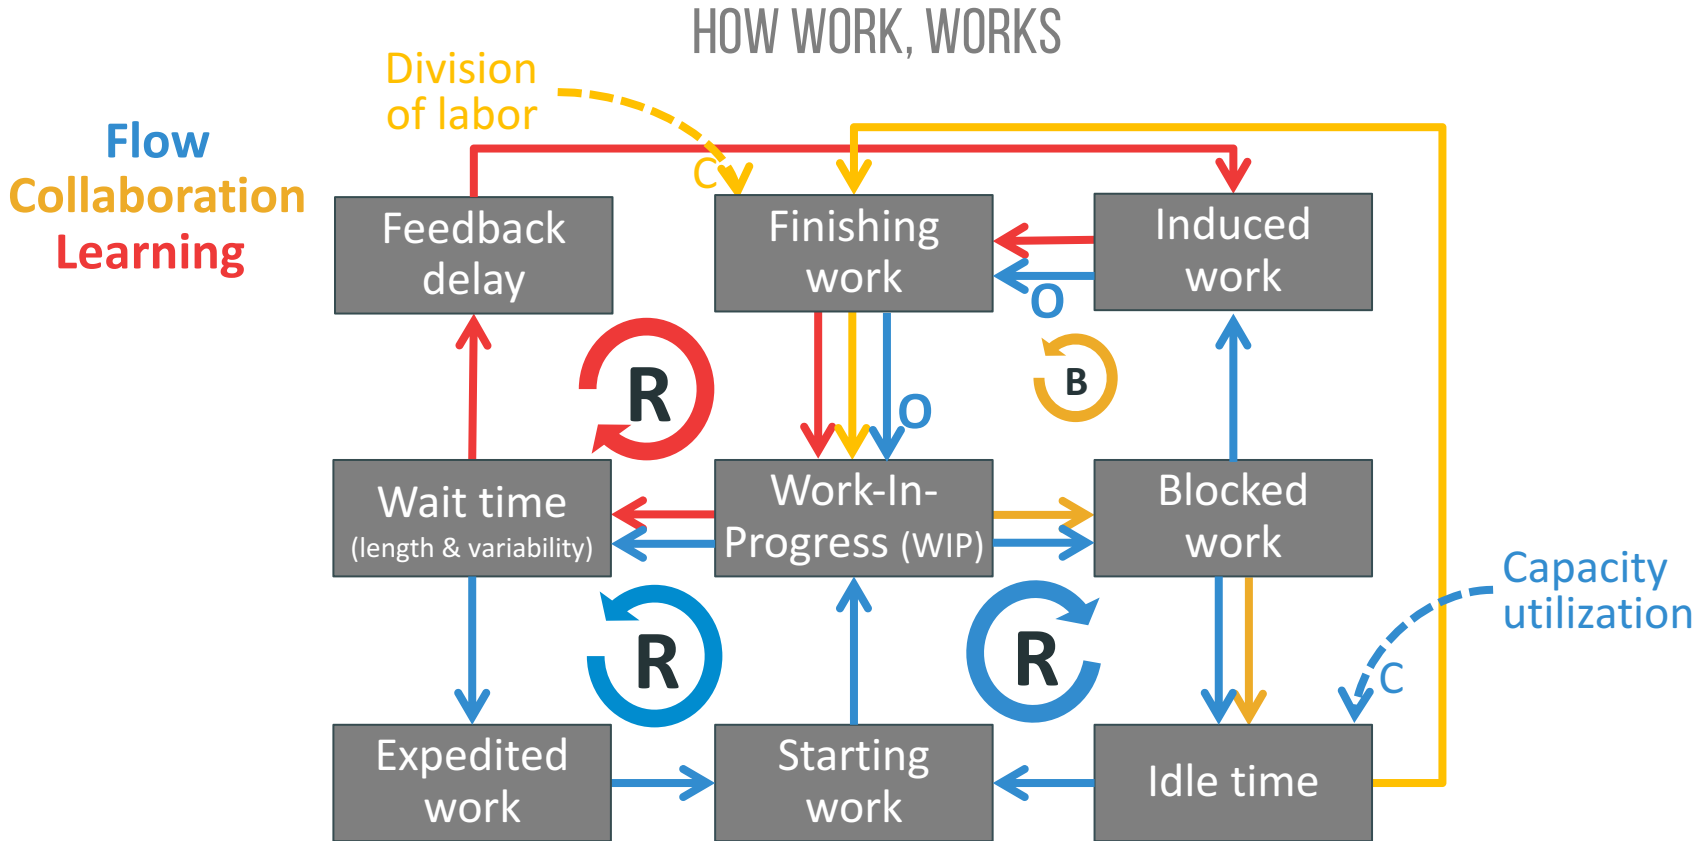 HOW WORK, WORKS
Flow
Collaboration
Learning
Division
of labor
C
Feedback
delay
Finishing
work
Induced
work
O
R
B
O
Wait time
(length & variability)
Work-In-
Progress (WIP)
Blocked
work
Capacity
utilization
C
R
R
Expedited
work
Starting
work
Idle time